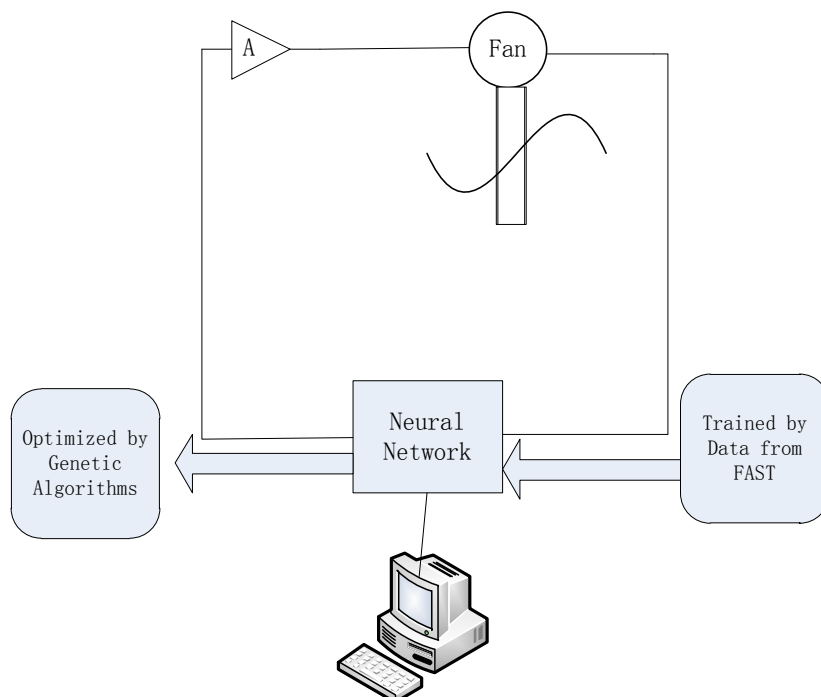 A
Fan
Neural
Network
Optimized by
Genetic
Algorithms
Trained by
Data from
FAST